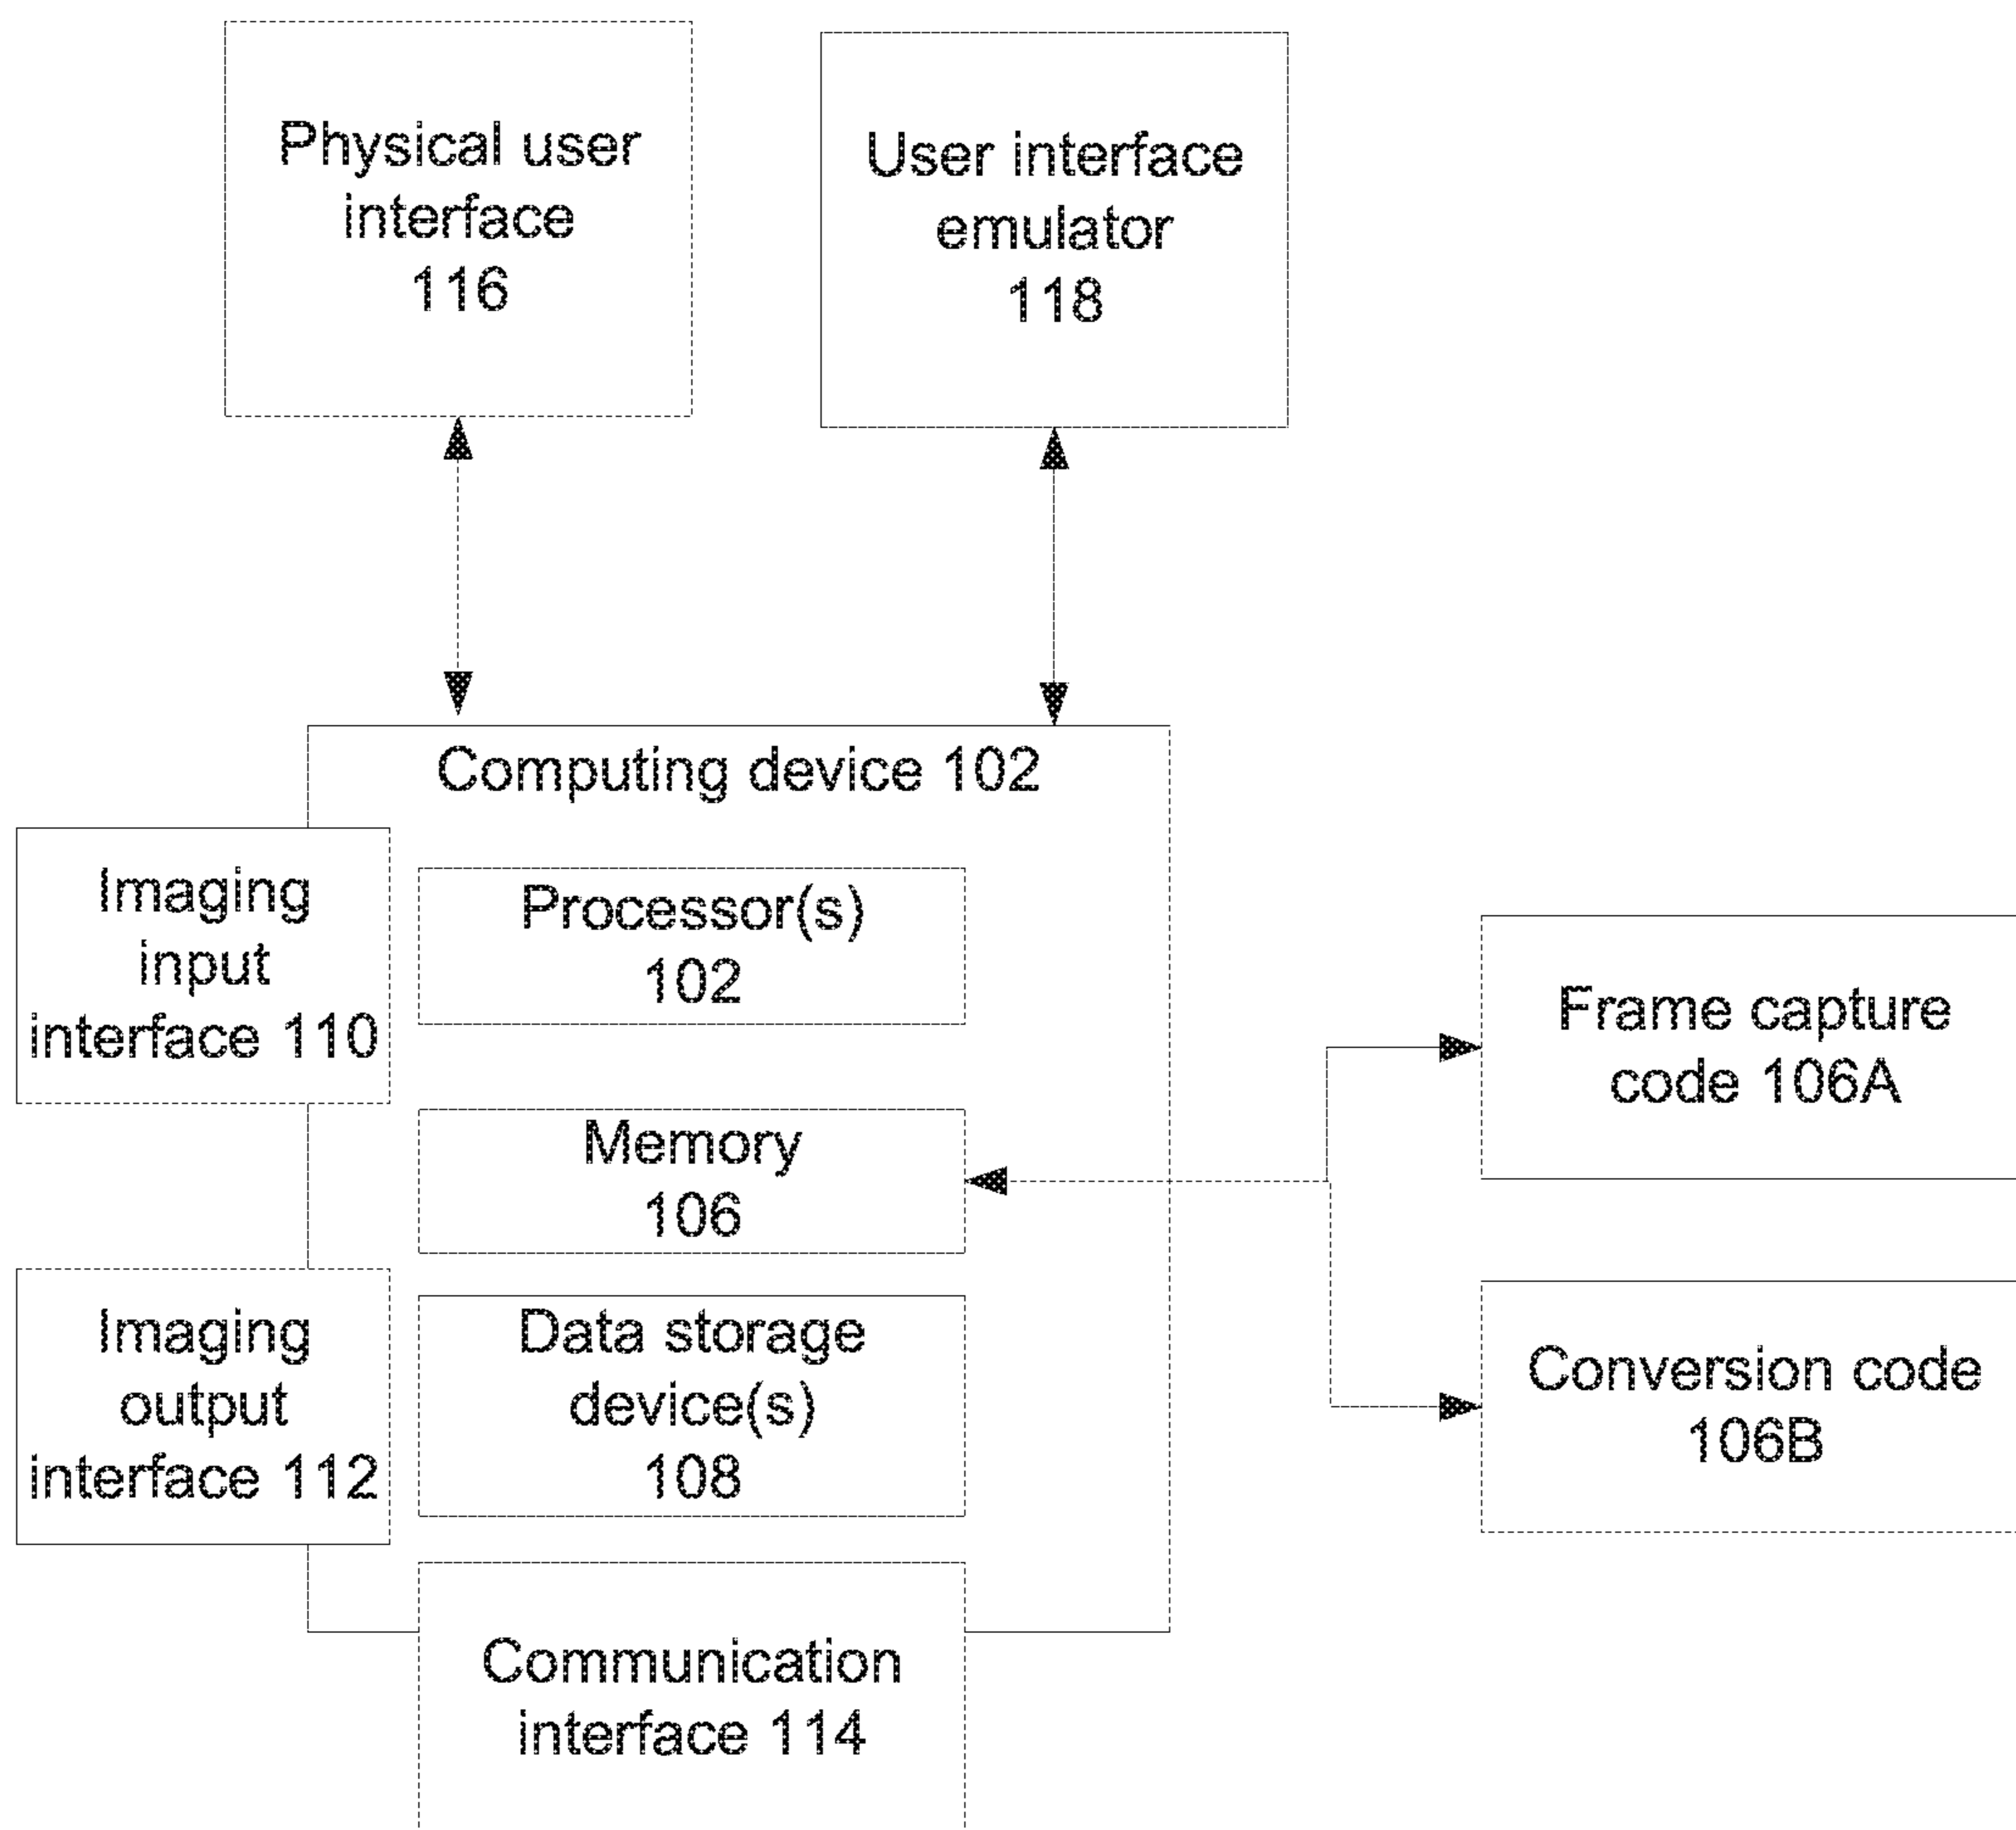 Physical user
interface
116
User interface
emulator
118
Computing device 102
Imaging
input
interface 110
Processor(s)
102
Memory
106
Frame capture
code 106A
Imaging
output
interface 112
Data storage
device(s)
108
Conversion code
106B
Communication
interface 114